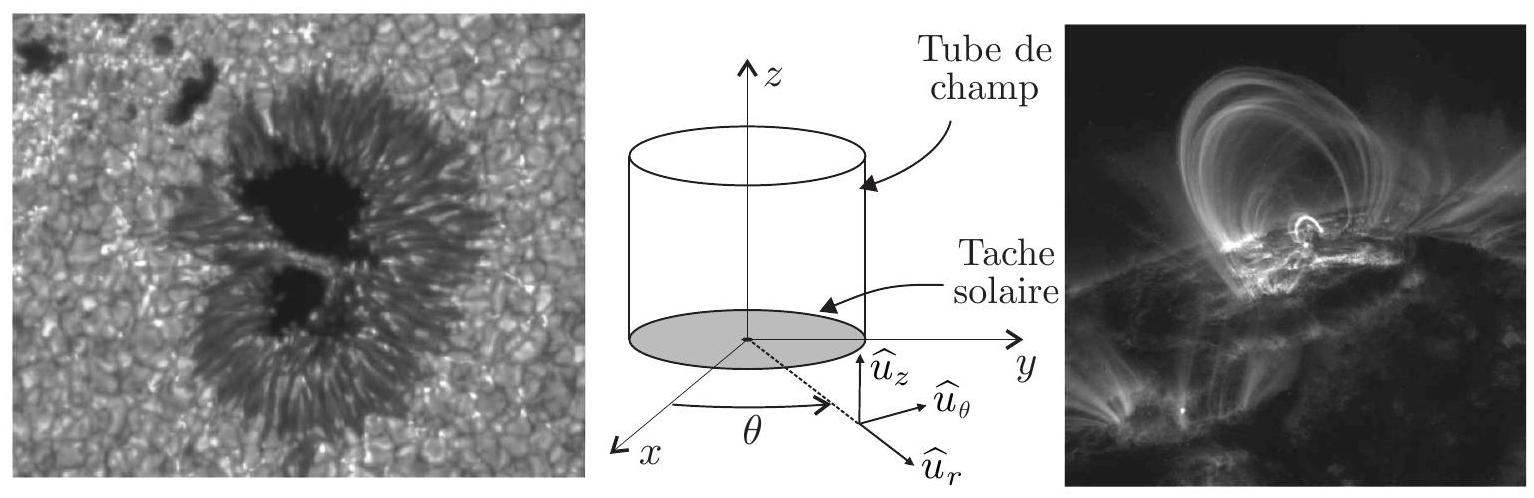 z
Tube de
champ
Tache
solaire
y
û_z
û_θ
θ
x
û_r